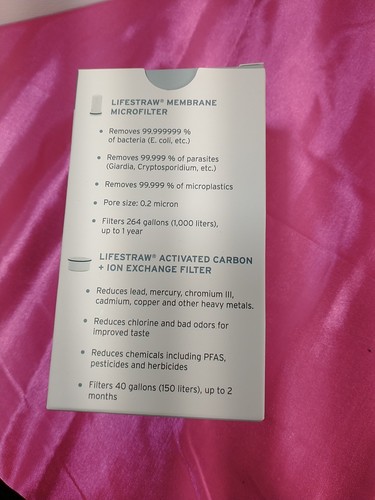 LIFESTRAW® MEMBRANE
MICROFILTER
• Removes 99.999999 %
of bacteria (E. coli, etc.)
• Removes 99.999 % of parasites
(Giardia, Cryptosporidium, etc.)
• Removes 99.999 % of microplastics
• Pore size: 0.2 micron
• Filters 264 gallons (1,000 liters),
up to 1 year
LIFESTRAW® ACTIVATED CARBON
+ ION EXCHANGE FILTER
• Reduces lead, mercury, chromium III,
cadmium, copper and other heavy metals.
• Reduces chlorine and bad odors for
improved taste
• Reduces chemicals including PFAS,
pesticides and herbicides
• Filters 40 gallons (150 liters), up to 2
months